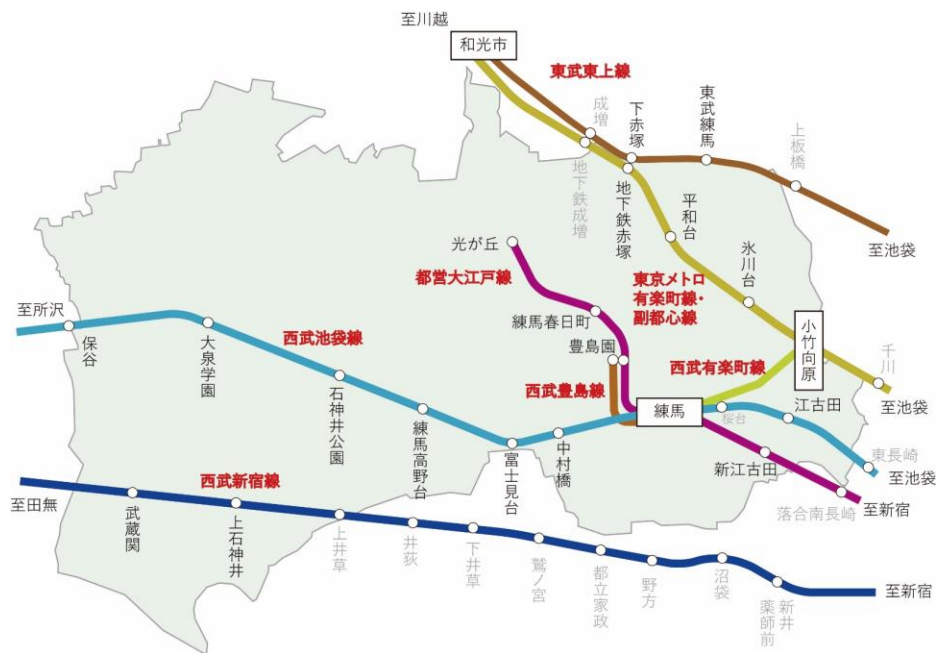 至川越
和光市
東武東上線
成増
下赤塚
東武練馬
上板橋
地下鉄成増
地下鉄赤塚
平和台
至池袋
光が丘
氷川台
都営大江戸線
東京メトロ
有楽町線・
副都心線
至所沢
練馬春日町
小竹向原
保谷
大泉学園
西武池袋線
豊島園
西武有楽町線
千川
石神井公園
西武豊島線
至池袋
練馬高野台
練馬
桜台
江古田
富士見台
中村橋
新江古田
東長崎
至池袋
西武新宿線
至田無
落合南長崎
至新宿
武蔵関
上石神井
上井草
井荻
下井草
鷺ノ宮
都立家政
野方
沼袋
新井
薬師前
至新宿